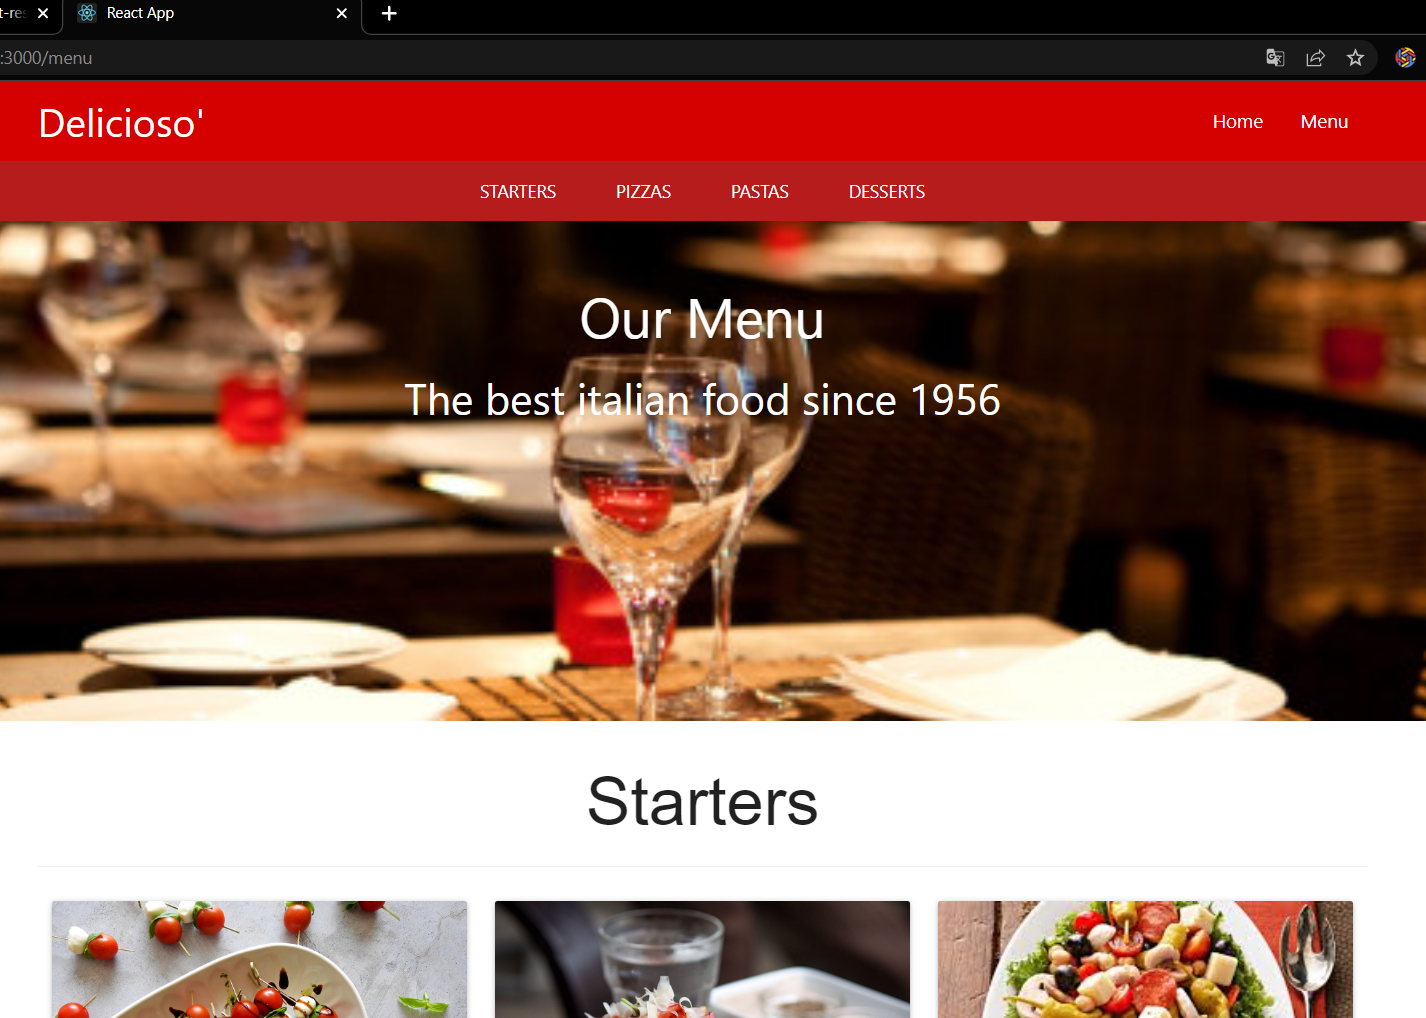 t-res
React App
:3000/menu
Delicioso'
Home Menu
STARTERS PIZZAS PASTAS DESSERTS
Our Menu
The best italian food since 1956
Starters